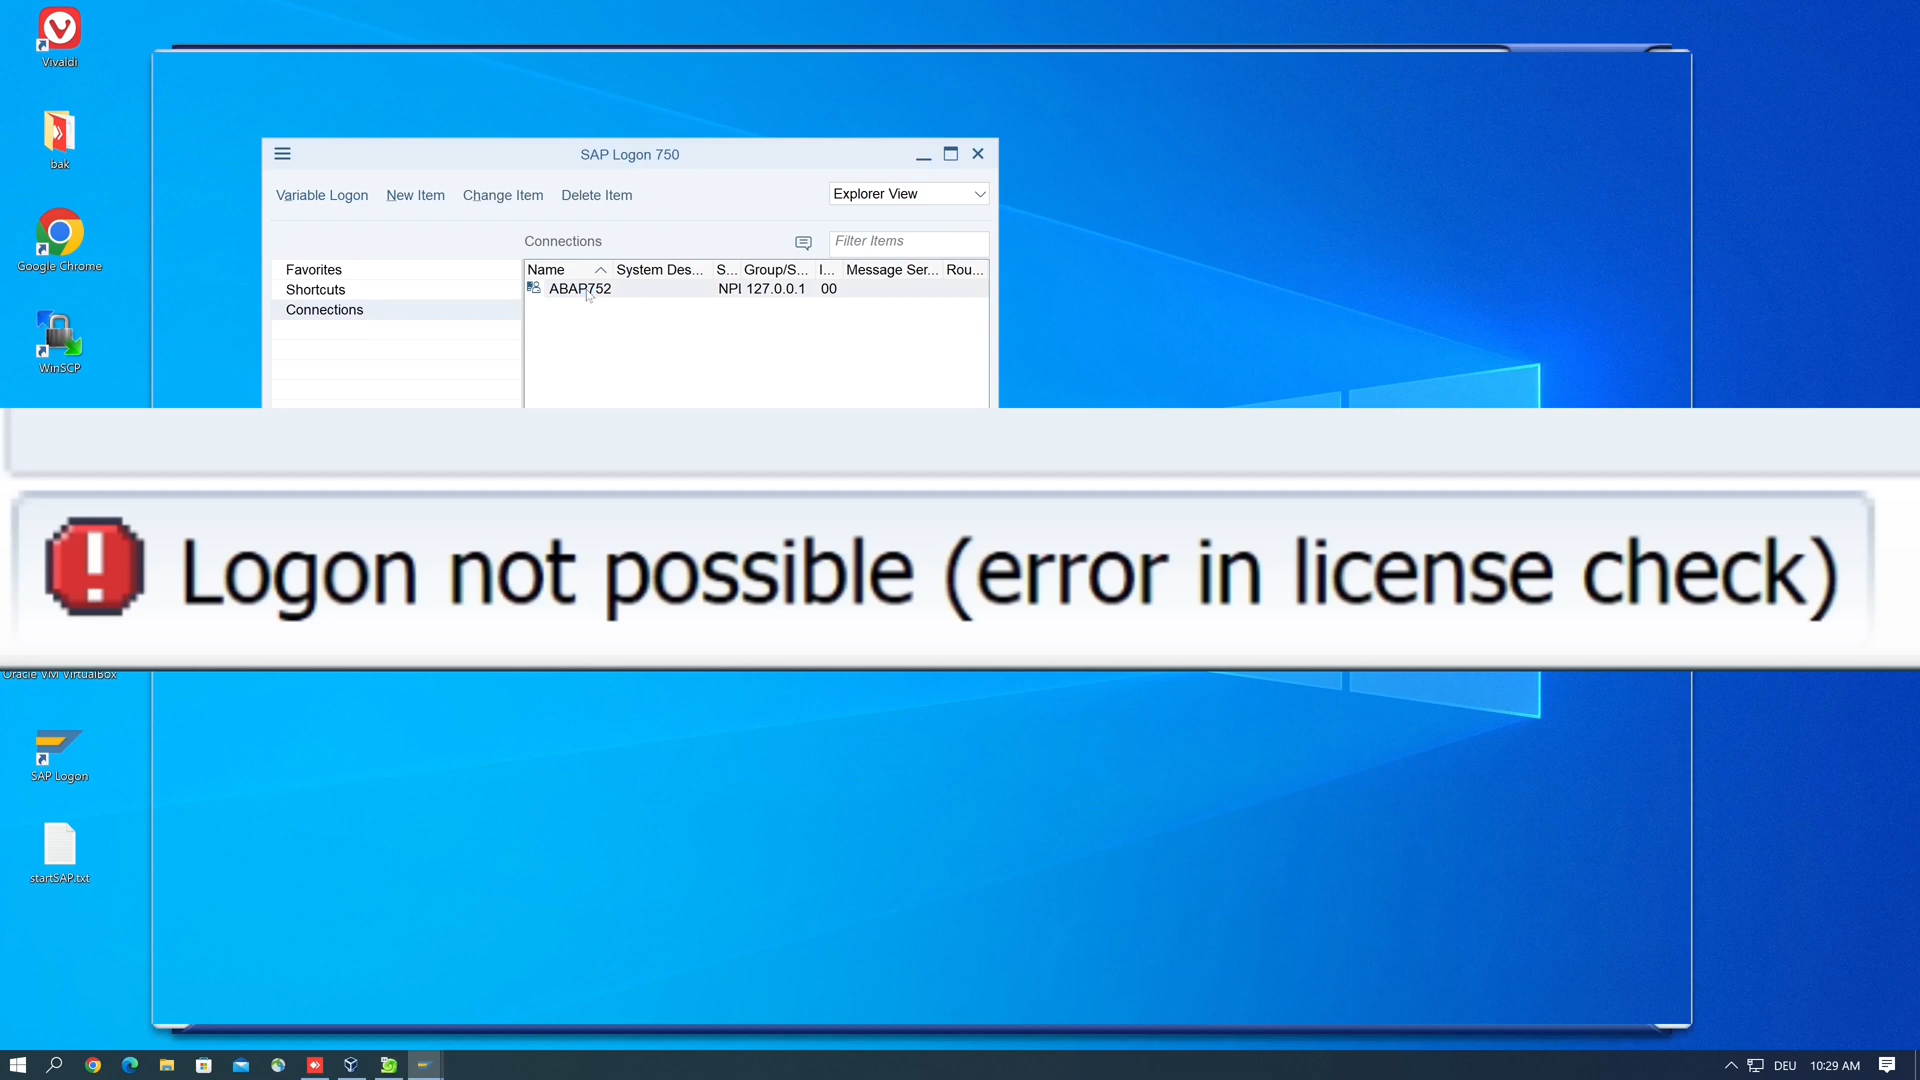 Vivaldi
bak
Google Chrome
WinSCP
SAP Logon 750
Variable Logon New Item Change Item Delete Item Explorer View
Connections Filter Items
Favorites
Shortcuts
Connections
Name System Des... S... Group/S... I... Message Ser... Rou...
ABAP752 NPI 127.0.0.1 00
Logon not possible (error in license check)
Oracle VM VirtualBox
SAP Logon
startSAP.txt
DEU 10:29 AM